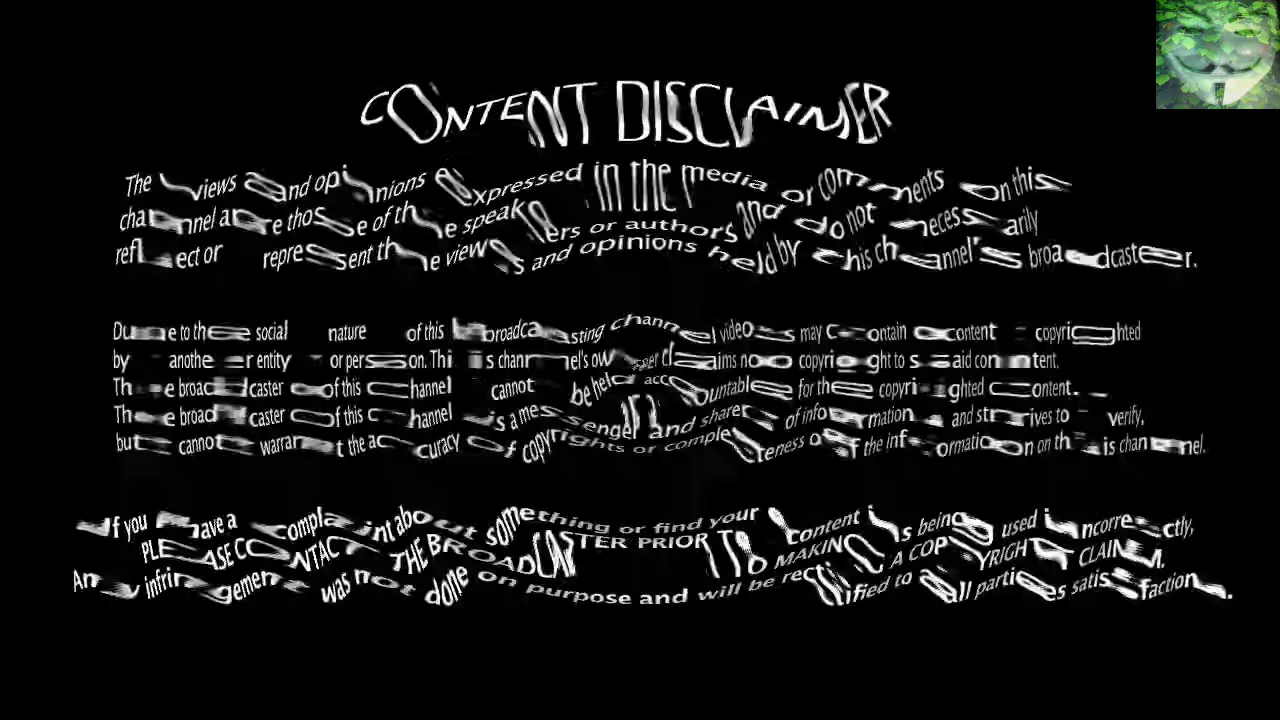 CONTENT DISCLAIMER
The views and opinions expressed in the media or comments on this
channel are those of the speakers or authors and do not necessarily
reflect or represent the views and opinions held by this channel's broadcaster.
Due to the social nature of this broadcasting channel videos may contain content copyrighted
by another entity or person. This channel's owner claims no copyright to said content.
The broadcaster of this channel cannot be held accountable for the copyrighted content.
The broadcaster of this channel is a messenger and sharer of information and strives to verify,
but cannot warrant the accuracy of copyrights or completeness of the information on this channel.
If you have a complaint about something or find your content is being used incorrectly,
PLEASE CONTACT THE BROADCASTER PRIOR TO MAKING A COPYRIGHT CLAIM.
Any infringement was not done on purpose and will be rectified to all parties satisfaction.